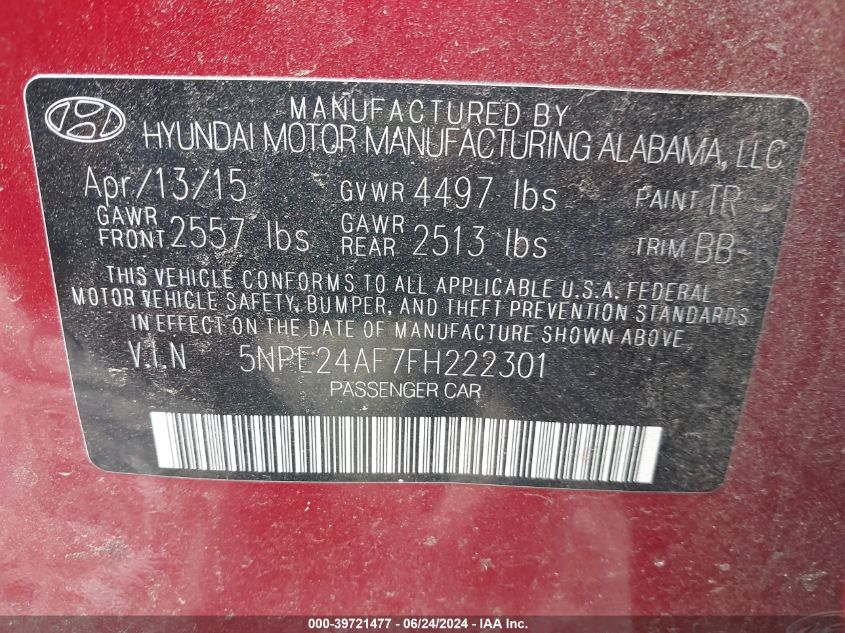 MANUFACTURED BY
HYUNDAI MOTOR MANUFACTURING ALABAMA, LLC
Apr/13/15 GVWR 4497 lbs PAINT TR
GAWR FRONT 2557 lbs GAWR REAR 2513 lbs TRIM BB-
THIS VEHICLE CONFORMS TO ALL APPLICABLE U.S.A. FEDERAL
MOTOR VEHICLE SAFETY, BUMPER, AND THEFT PREVENTION STANDARDS
IN EFFECT ON THE DATE OF MANUFACTURE SHOWN ABOVE.
V.I.N 5NPE24AF7FH222301
PASSENGER CAR
000-39721477 - 06/24/2024 - IAA Inc.